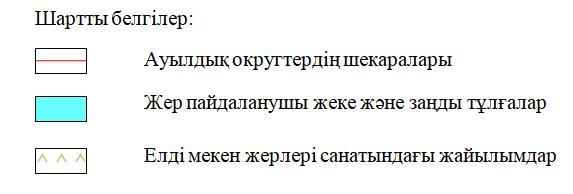 Шартты белгілер:
Ауылдық округтердің шекаралары
Жер пайдаланушы жеке және заңды тұлғалар
Елді мекен жерлері санатындағы жайылымдар